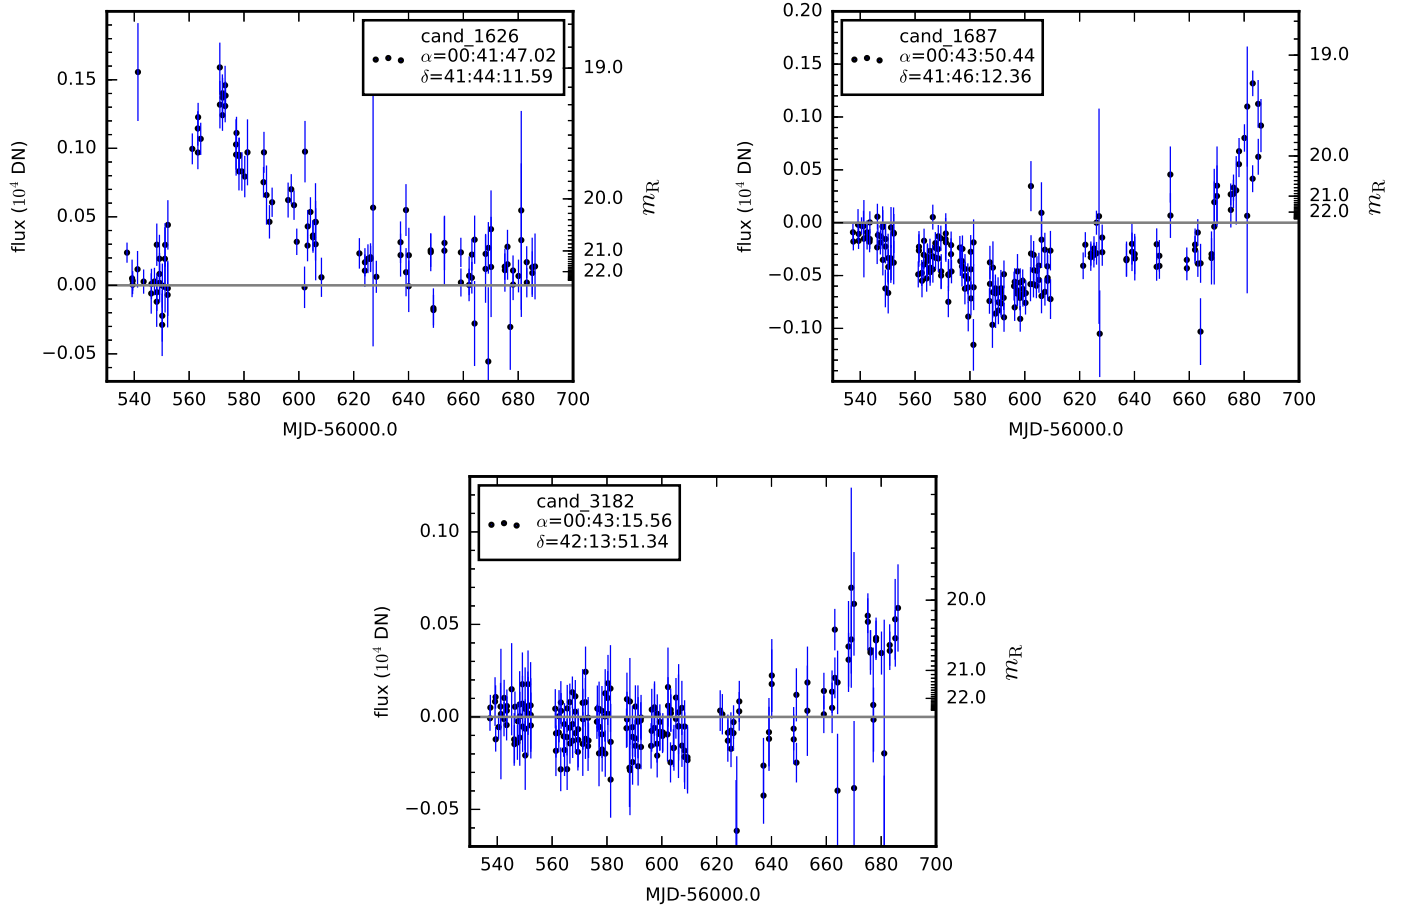 cand_1626
α=00:41:47.02
δ=41:44:11.59
0.15
0.10
0.05
0.00
−0.05
flux (10⁴ DN)
19.0
20.0
21.0
22.0
m_R
540 560 580 600 620 640 660 680 700
MJD-56000.0
cand_1687
α=00:43:50.44
δ=41:46:12.36
0.20
0.15
0.10
0.05
0.00
−0.05
−0.10
flux (10⁴ DN)
19.0
20.0
21.0
22.0
m_R
540 560 580 600 620 640 660 680 700
MJD-56000.0
cand_3182
α=00:43:15.56
δ=42:13:51.34
0.10
0.05
0.00
−0.05
flux (10⁴ DN)
20.0
21.0
22.0
m_R
540 560 580 600 620 640 660 680 700
MJD-56000.0